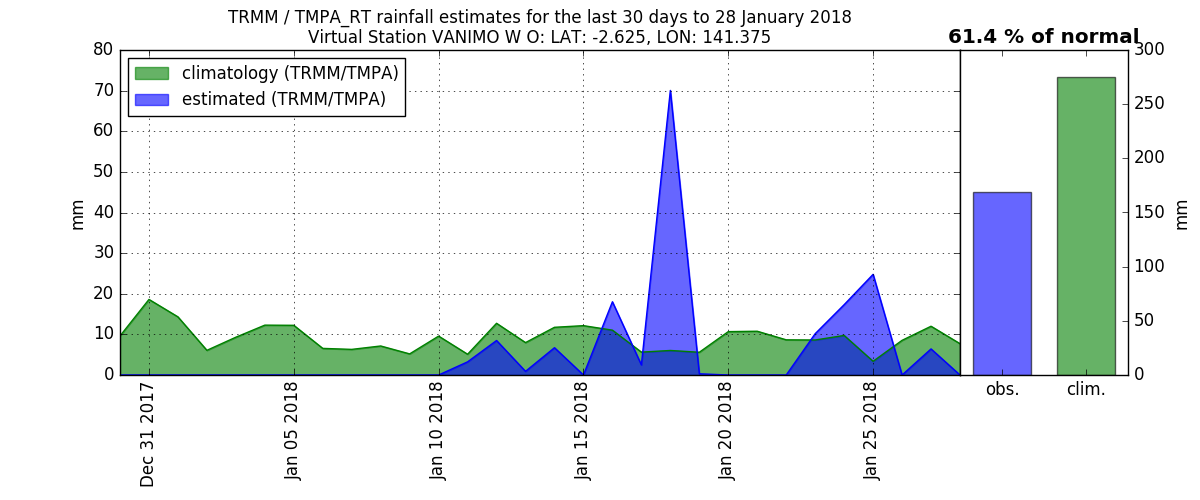 TRMM / TMPA_RT rainfall estimates for the last 30 days to 28 January 2018
Virtual Station VANIMO W O: LAT: -2.625, LON: 141.375
61.4 % of normal
climatology (TRMM/TMPA)
estimated (TRMM/TMPA)
80
70
60
50
40
30
20
10
0
mm
Dec 31 2017
Jan 05 2018
Jan 10 2018
Jan 15 2018
Jan 20 2018
Jan 25 2018
300
250
200
150
100
50
0
mm
obs.
clim.